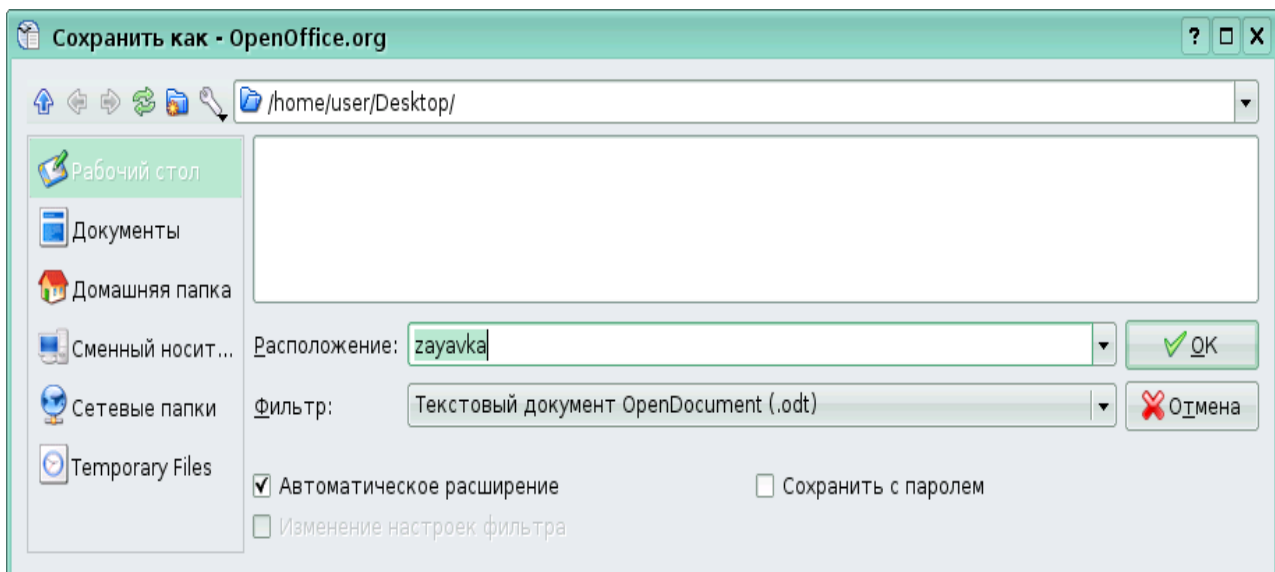 Сохранить как - OpenOffice.org
/home/user/Desktop/
Рабочий стол
Документы
Домашняя папка
Сменный носит...
Сетевые папки
Temporary Files
Расположение: zayavka
OK
Фильтр: Текстовый документ OpenDocument (.odt)
Отмена
Автоматическое расширение
Сохранить с паролем
Изменение настроек фильтра